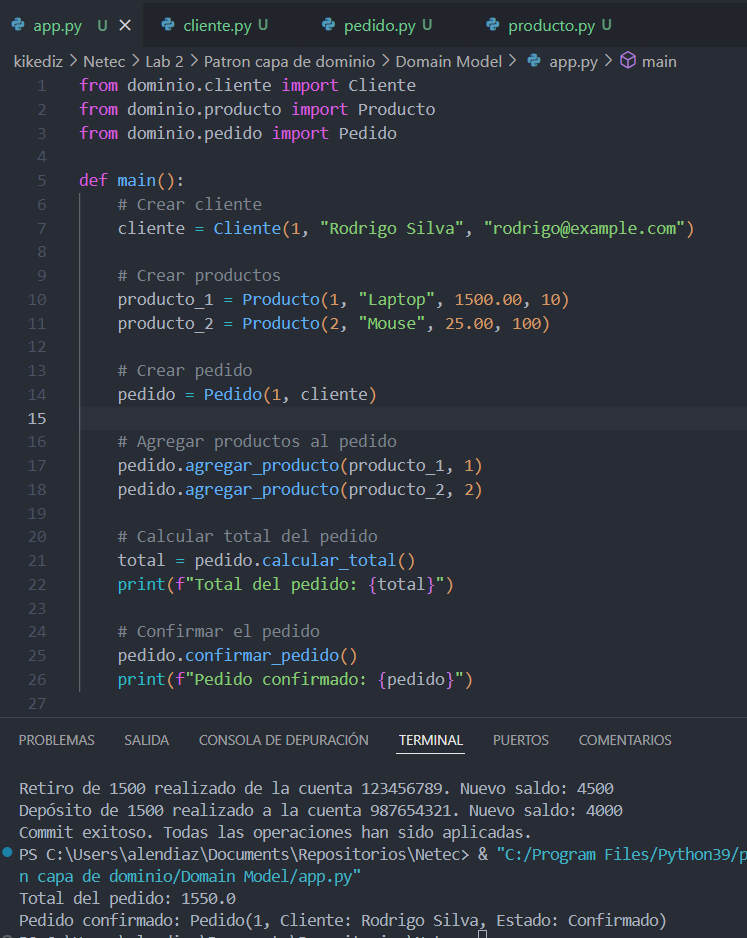 app.py U ×
cliente.py U
pedido.py U
producto.py U
kikediz > Netec > Lab 2 > Patron capa de dominio > Domain Model > app.py > main
1 from dominio.cliente import Cliente
2 from dominio.producto import Producto
3 from dominio.pedido import Pedido
4
5 def main():
6 # Crear cliente
7 cliente = Cliente(1, "Rodrigo Silva", "rodrigo@example.com")
8
9 # Crear productos
10 producto_1 = Producto(1, "Laptop", 1500.00, 10)
11 producto_2 = Producto(2, "Mouse", 25.00, 100)
12
13 # Crear pedido
14 pedido = Pedido(1, cliente)
15
16 # Agregar productos al pedido
17 pedido.agregar_producto(producto_1, 1)
18 pedido.agregar_producto(producto_2, 2)
19
20 # Calcular total del pedido
21 total = pedido.calcular_total()
22 print(f"Total del pedido: {total}")
23
24 # Confirmar el pedido
25 pedido.confirmar_pedido()
26 print(f"Pedido confirmado: {pedido}")
27
PROBLEMAS SALIDA CONSOLA DE DEPURACIÓN TERMINAL PUERTOS COMENTARIOS
Retiro de 1500 realizado de la cuenta 123456789. Nuevo saldo: 4500
Depósito de 1500 realizado a la cuenta 987654321. Nuevo saldo: 4000
Commit exitoso. Todas las operaciones han sido aplicadas.
PS C:\Users\alendiaz\Documents\Repositorios\Netec> & "C:/Program Files/Python39/p
n capa de dominio/Domain Model/app.py"
Total del pedido: 1550.0
Pedido confirmado: Pedido(1, Cliente: Rodrigo Silva, Estado: Confirmado)